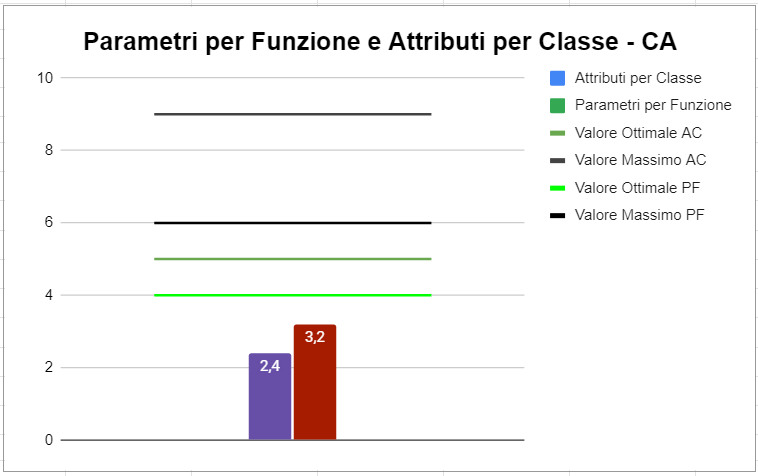 Parametri per Funzione e Attributi per Classe - CA
10
8
6
4
2
0
2,4
3,2
Attributi per Classe
Parametri per Funzione
Valore Ottimale AC
Valore Massimo AC
Valore Ottimale PF
Valore Massimo PF